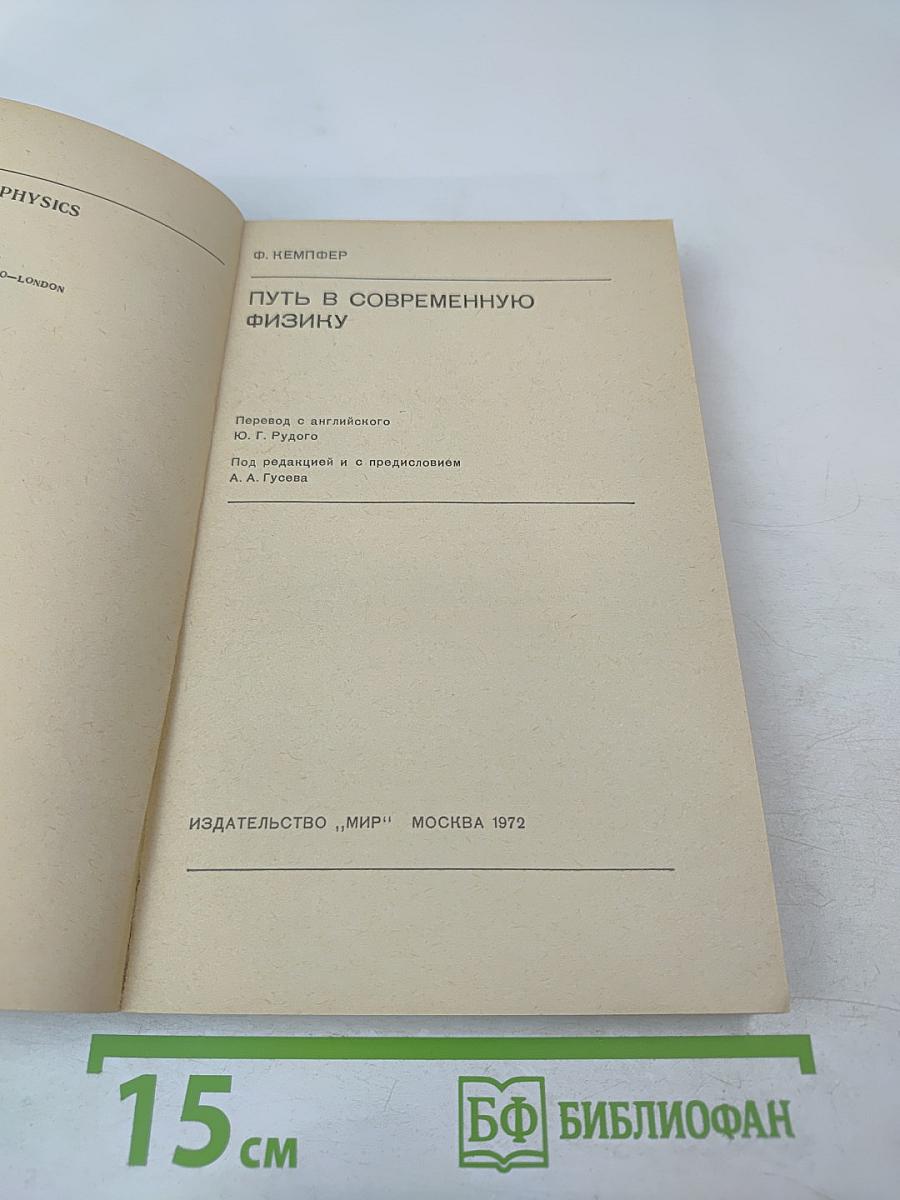 PHYSICS
O—LONDON
Ф. КЕМПФЕР
ПУТЬ В СОВРЕМЕННУЮ
ФИЗИКУ
Перевод с английского
Ю. Г. Рудого
Под редакцией и с предисловием
А. А. Гусева
ИЗДАТЕЛЬСТВО „МИР“ МОСКВА 1972
15 см
БФ БИБЛИОФАН